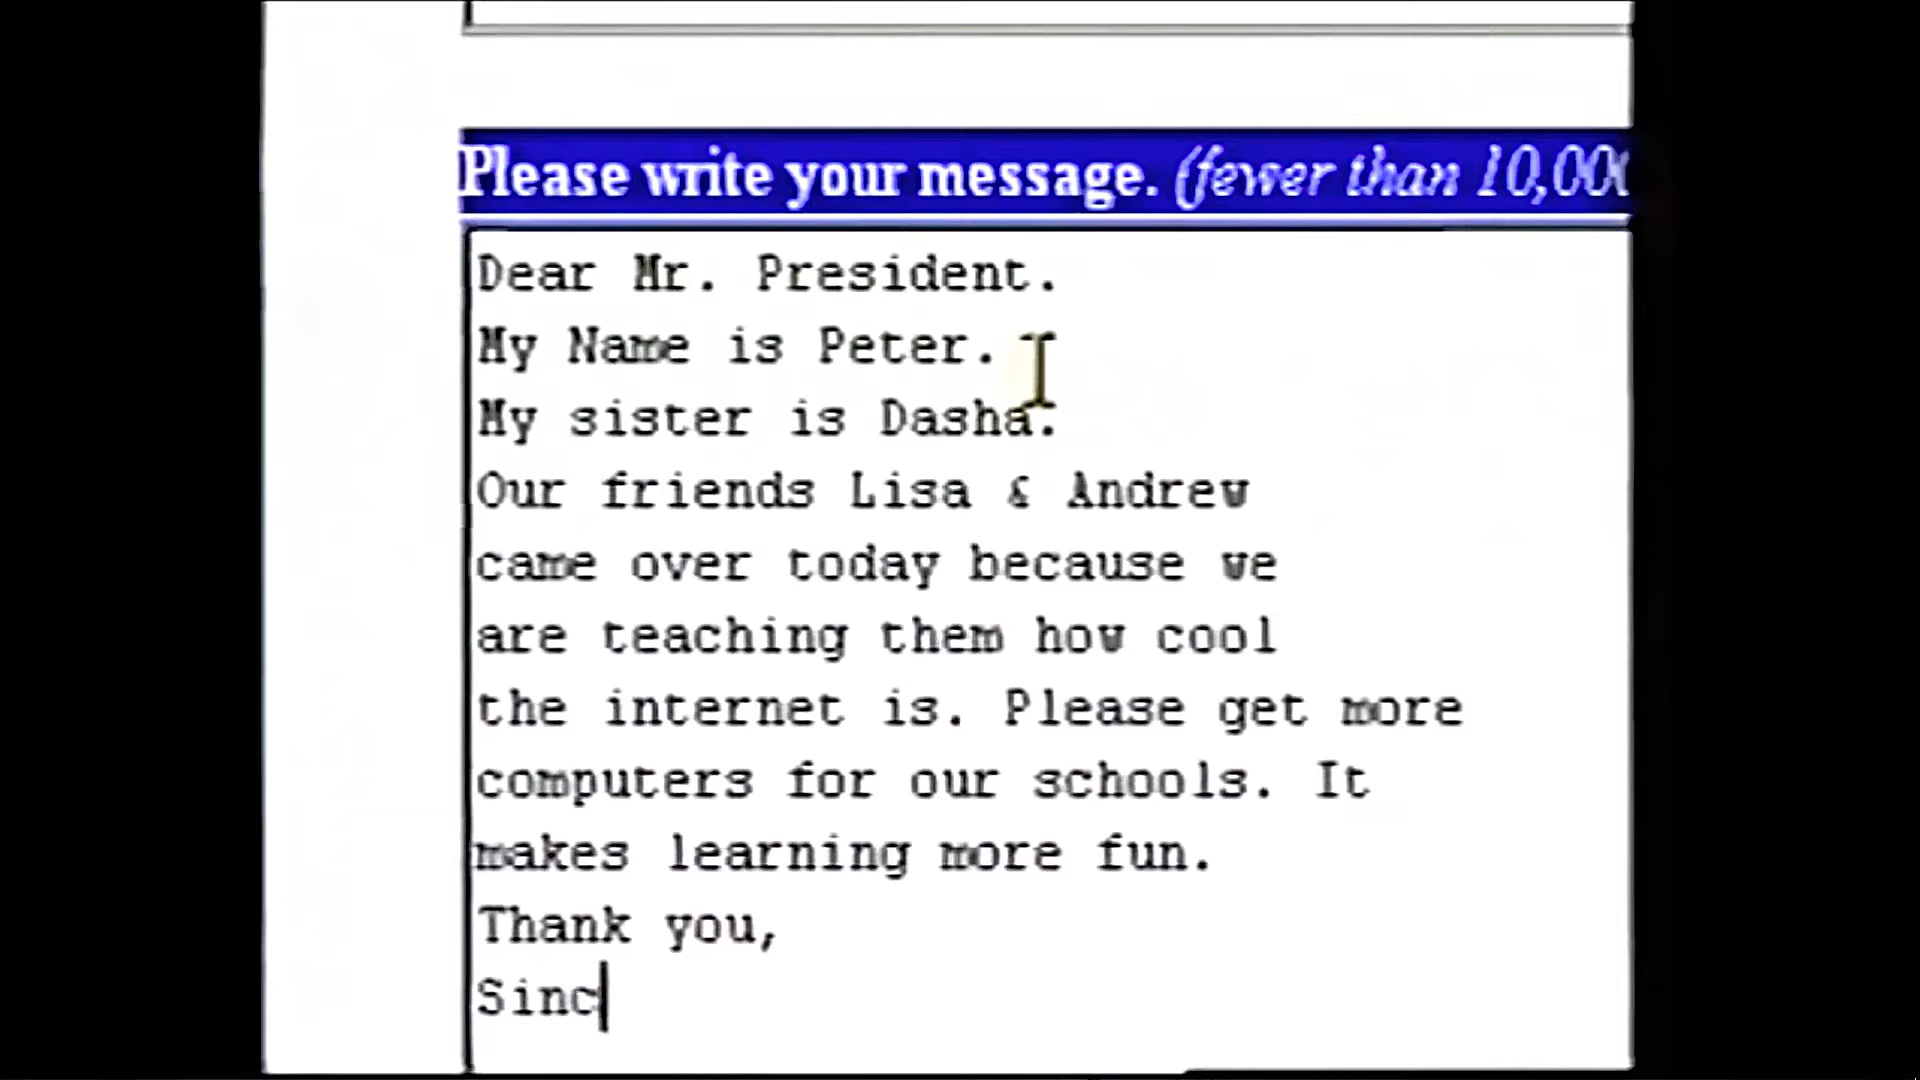 Please write your message. (fewer than 10,000
Dear Mr. President.
My Name is Peter.
My sister is Dasha.
Our friends Lisa & Andrew
came over today because we
are teaching them how cool
the internet is. Please get more
computers for our schools. It
makes learning more fun.
Thank you,
Sinc